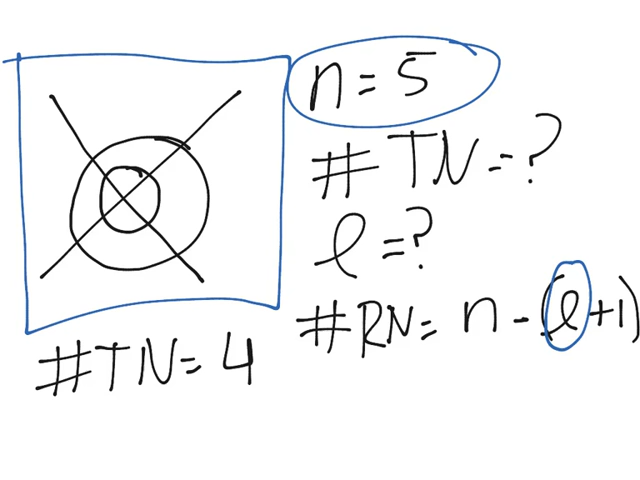 n = 5
# TN = ?
ℓ = ?
# RN = n - (ℓ + 1)
# TN = 4